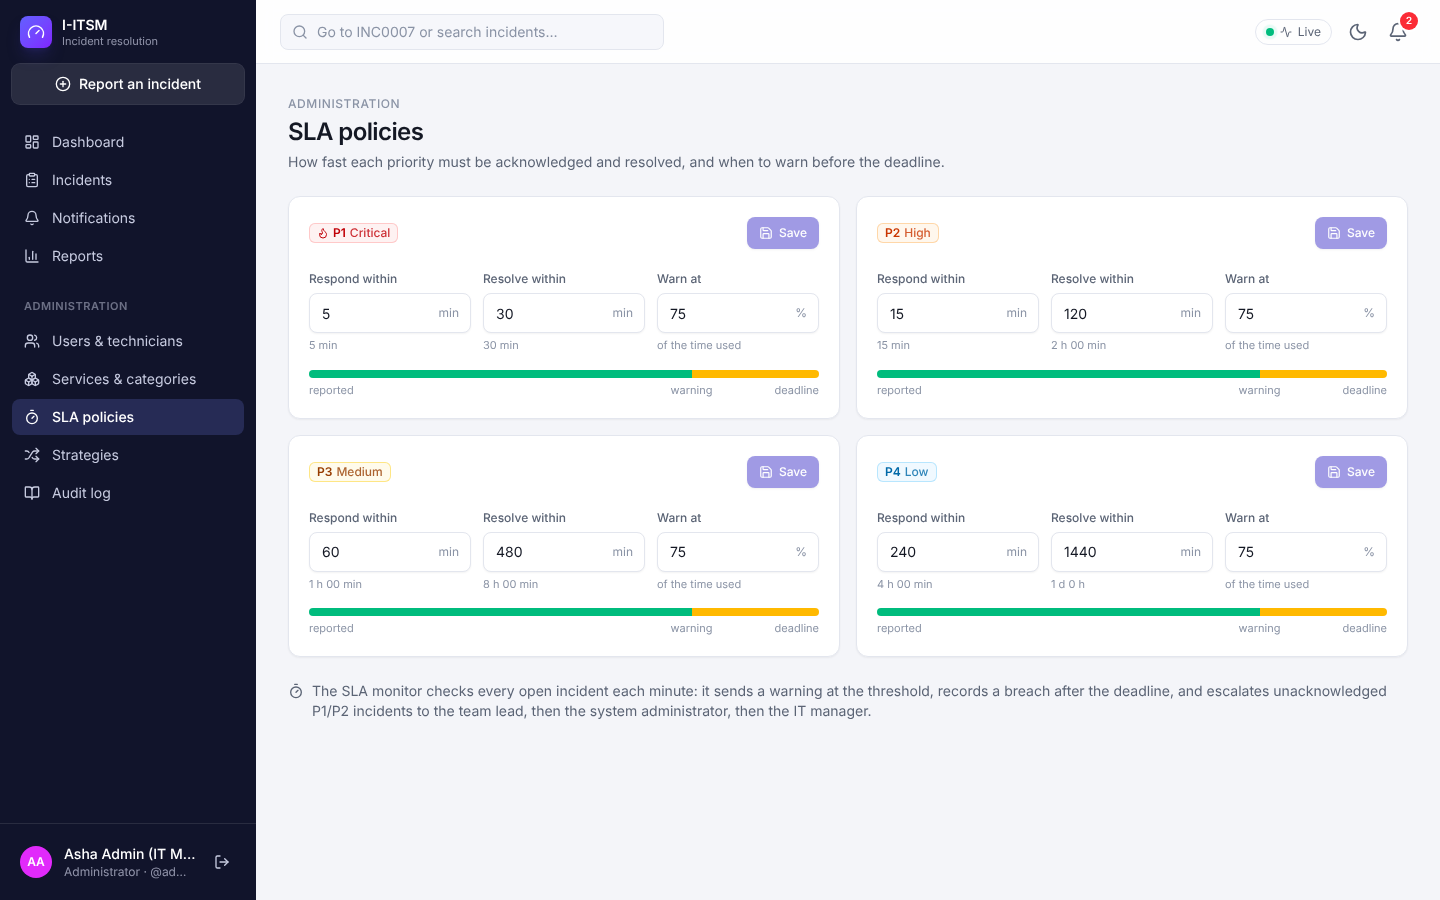 I-ITSM
Incident resolution
Report an incident
Dashboard
Incidents
Notifications
Reports
ADMINISTRATION
Users & technicians
Services & categories
SLA policies
Strategies
Audit log
AA
Asha Admin (IT M...
Administrator · @ad...
Go to INC0007 or search incidents...
Live
2
ADMINISTRATION
SLA policies
How fast each priority must be acknowledged and resolved, and when to warn before the deadline.
P1 Critical
Save
Respond within
Resolve within
Warn at
5 min
30 min
75 %
5 min
30 min
of the time used
reported
warning
deadline
P2 High
Save
Respond within
Resolve within
Warn at
15 min
120 min
75 %
15 min
2 h 00 min
of the time used
reported
warning
deadline
P3 Medium
Save
Respond within
Resolve within
Warn at
60 min
480 min
75 %
1 h 00 min
8 h 00 min
of the time used
reported
warning
deadline
P4 Low
Save
Respond within
Resolve within
Warn at
240 min
1440 min
75 %
4 h 00 min
1 d 0 h
of the time used
reported
warning
deadline
The SLA monitor checks every open incident each minute: it sends a warning at the threshold, records a breach after the deadline, and escalates unacknowledged
P1/P2 incidents to the team lead, then the system administrator, then the IT manager.